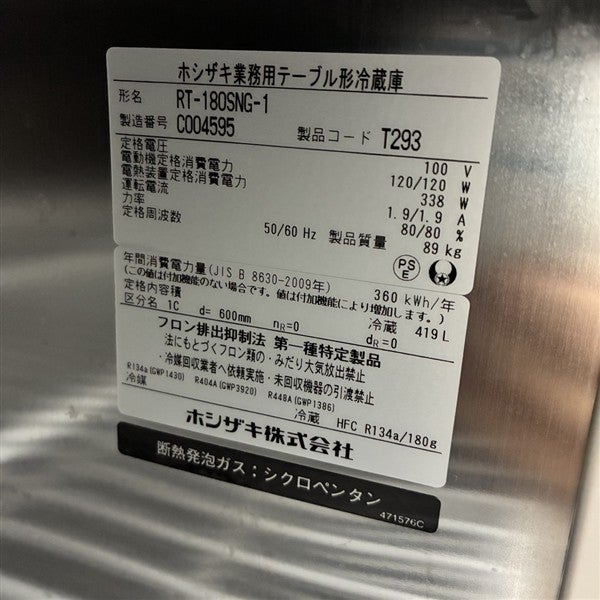 ホシザキ業務用テーブル形冷蔵庫
形名 RT-180SNG-1
製造番号 C004595 製品コード T293
定格電圧 100 V
電動機定格消費電力 120/120 W
電熱装置定格消費電力 338 W
運転電流 1.9/1.9 A
力率 80/80 %
定格周波数 50/60 Hz 製品質量 89 kg
PSE
年間消費電力量(JIS B 8630-2009年) 360 kWh/年
(この値は付加機能のない場合です。値は付加機能により増加します。)
定格内容積 冷蔵 419 L
区分名 1C d= 600mm nR=0 dR=0
フロン排出抑制法 第一種特定製品
法にもとづくフロン類の・みだり大気放出禁止
・冷媒回収業者へ依頼実施・未回収機器の引渡禁止
R134a(GWP1430) R404A(GWP3920) R448A(GWP1386)
冷媒 冷蔵 HFC R134a/180g
ホシザキ株式会社
断熱発泡ガス；シクロペンタン
471576C